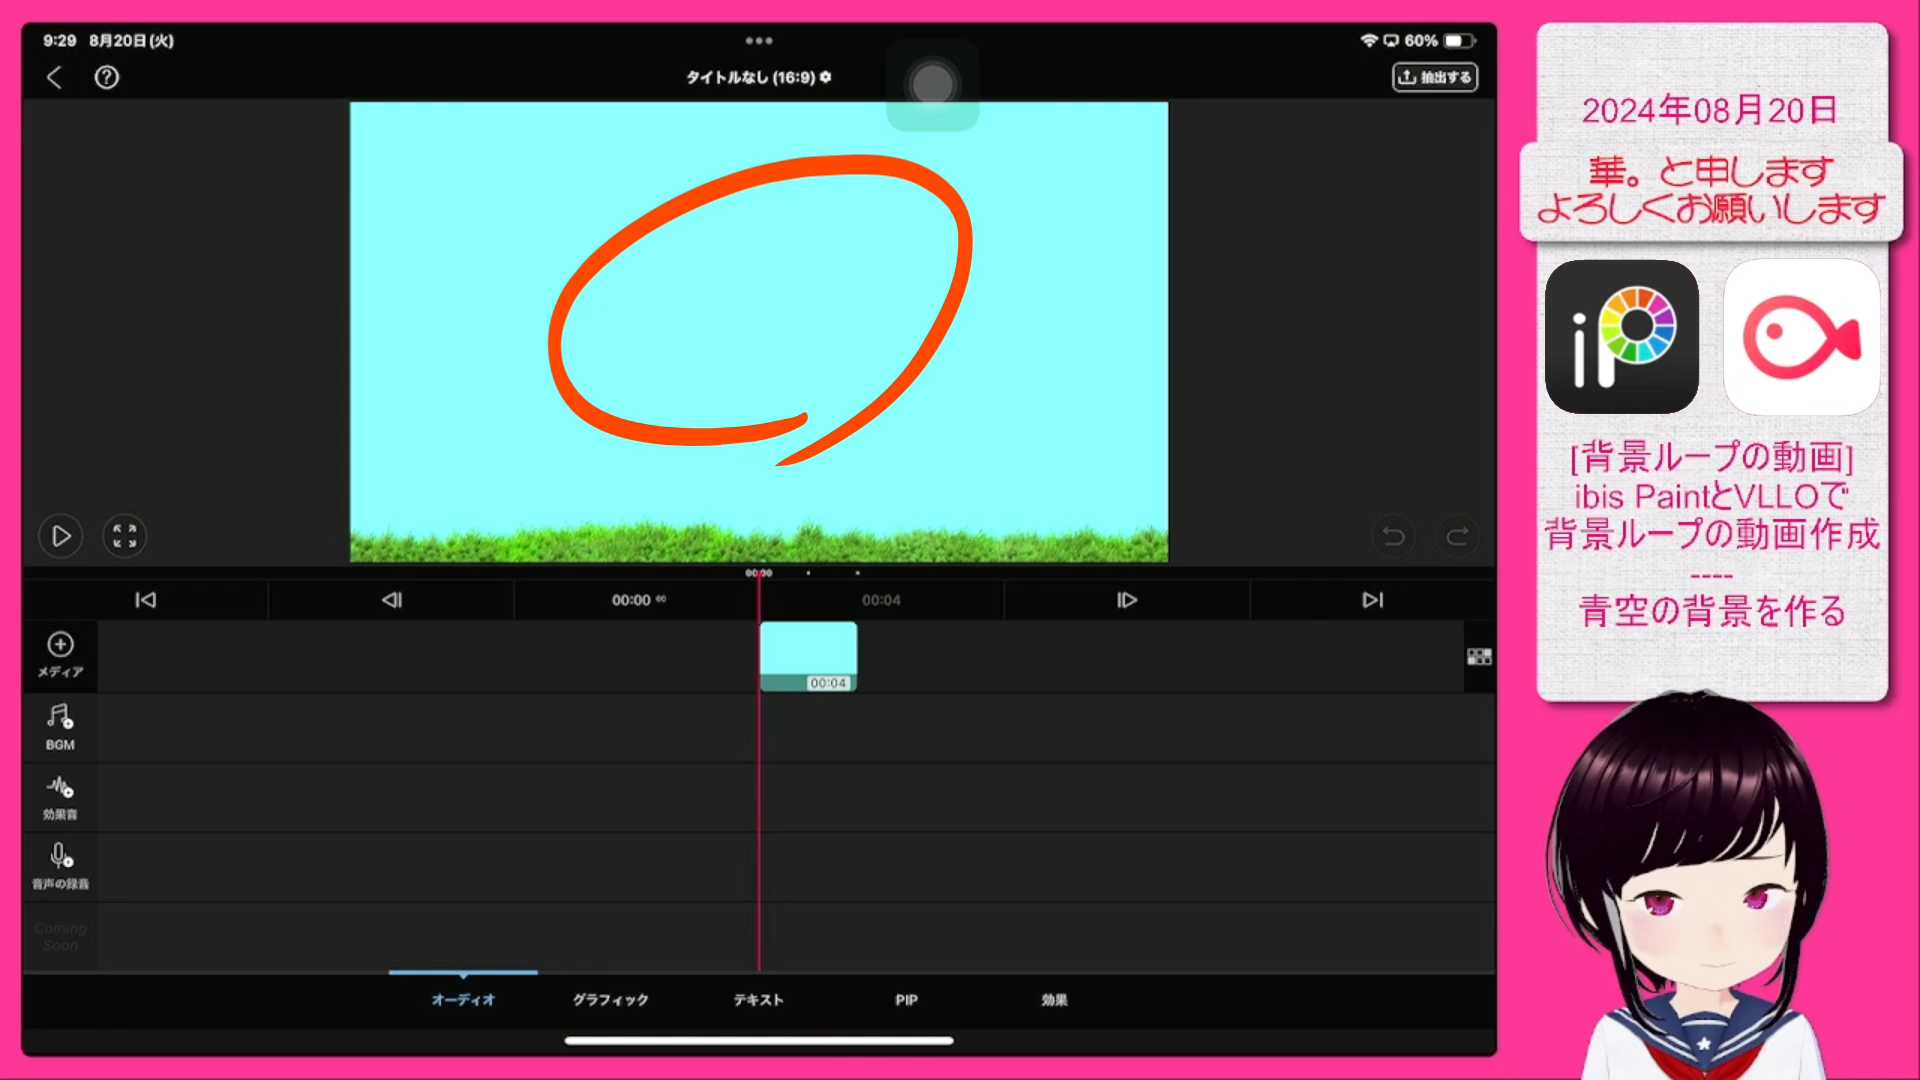 9:29 8月20日(火)
60%
タイトルなし (16:9)
抽出する
00:00
00:00
00:04
メディア
00:04
BGM
効果音
音声の録音
Coming
Soon
オーディオ
グラフィック
テキスト
PIP
効果
2024年08月20日
華。と申します
よろしくお願いします
iP
[背景ループの動画]
ibis PaintとVLLOで
背景ループの動画作成
----
青空の背景を作る